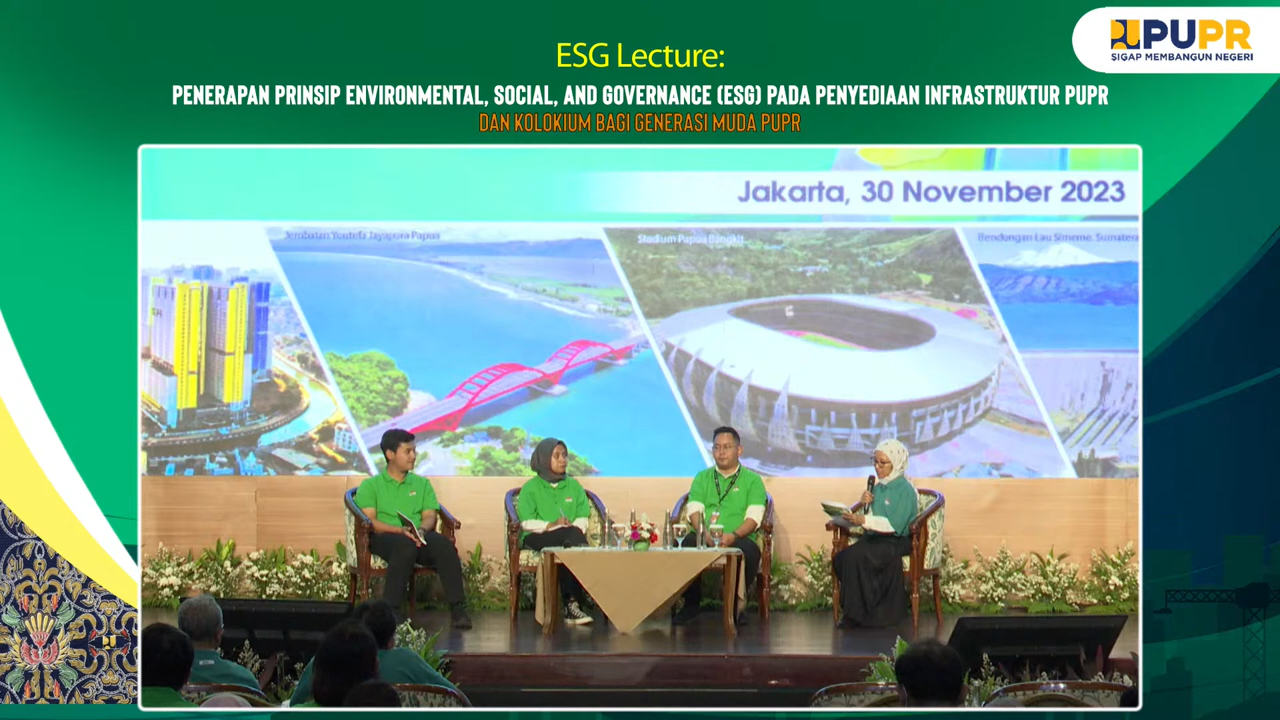 PUPR
SIGAP MEMBANGUN NEGERI
ESG Lecture:
PENERAPAN PRINSIP ENVIRONMENTAL, SOCIAL, AND GOVERNANCE (ESG) PADA PENYEDIAAN INFRASTRUKTUR PUPR
DAN KOLOKIUM BAGI GENERASI MUDA PUPR
Jakarta, 30 November 2023
Jembatan Youtefa Jayapura Papua
Stadium Papua Bangkit
Bendungan Lau Simeme, Sumatera